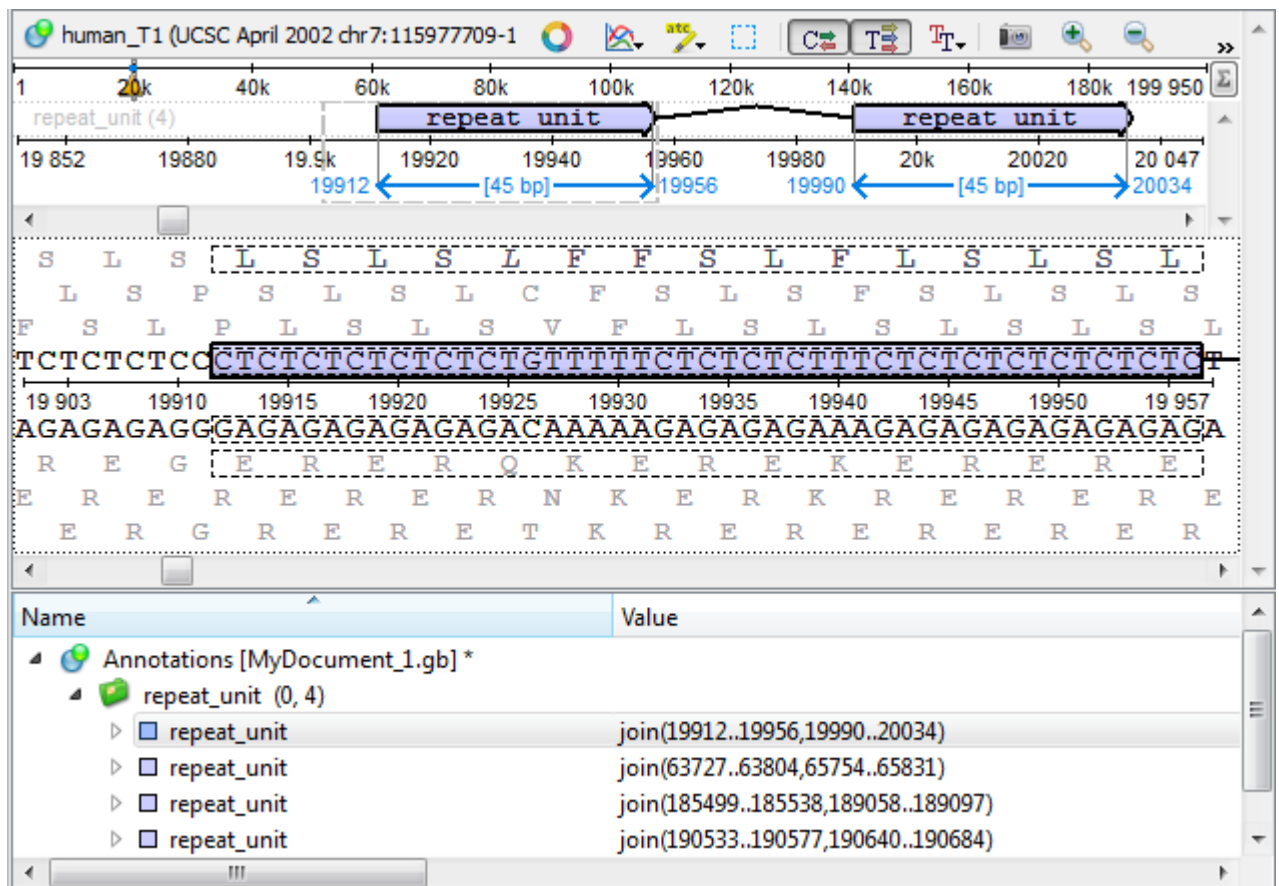 human_T1 (UCSC April 2002 chr7:115977709-1
1 20k 40k 60k 80k 100k 120k 140k 160k 180k 199 950
repeat_unit (4) repeat unit repeat unit
19 852 19880 19.9k 19920 19940 19960 19980 20k 20020 20 047
19912 [45 bp] 19956 19990 [45 bp] 20034
S L S L S L S L F F S L F L S L S L
L S P S L S L C F S L S F S L S L S
F S L P L S L S V F L S L S L S L S L
TCTCTCTCCCTCTCTCTCTCTCTGTTTTTCTCTCTCTTTCTCTCTCTCTCTCTCT
19 903 19910 19915 19920 19925 19930 19935 19940 19945 19950 19 957
AGAGAGAGGGAGAGAGAGAGAGACAAAAAGAGAGAGAAAGAGAGAGAGAGAGAGA
R E G E R E R Q K E R E K E R E R E
E R E R E R E R N K E R K R E R E R E
E R G R E R E T K R E R E R E R E R
Name Value
Annotations [MyDocument_1.gb] *
repeat_unit (0, 4)
repeat_unit join(19912..19956,19990..20034)
repeat_unit join(63727..63804,65754..65831)
repeat_unit join(185499..185538,189058..189097)
repeat_unit join(190533..190577,190640..190684)